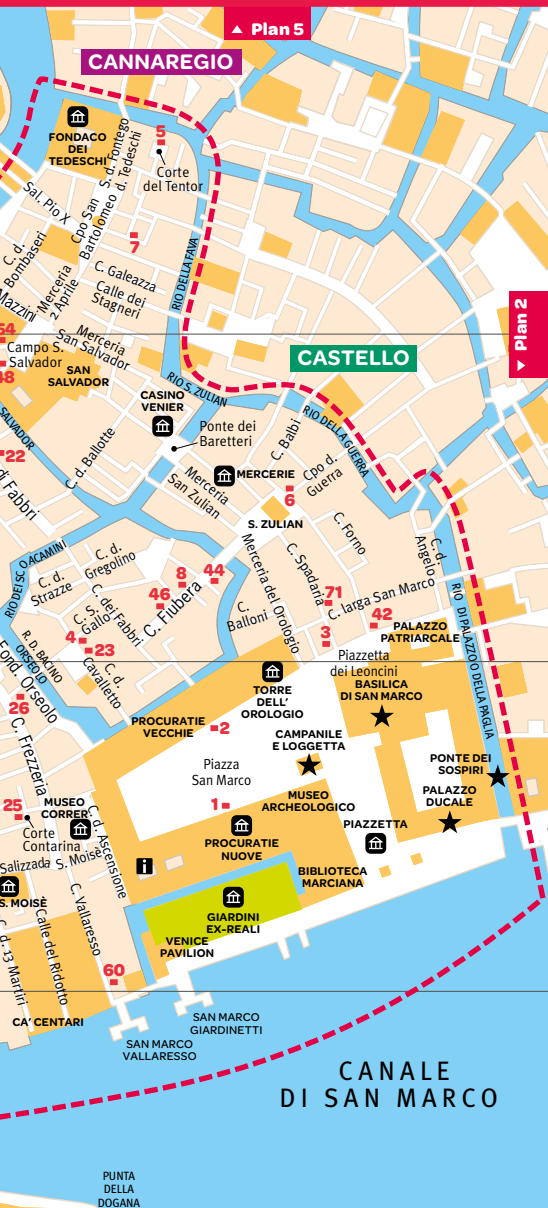 Plan 5
CANNAREGIO
FONDACO
DEI
TEDESCHI
S. d. Fontego
d. Tedeschi
5
Corte
del Tentor
Sal. Pio X
Cpo San
Bartolomeo
7
C. d.
Bombaseri
Mazzini
Merceria
2 Aprile
C. Galeazza
Calle dei
Stagneri
RIO DELLA FAVA
Plan 2
54
Campo S.
Salvador
48
Merceria
San Salvador
SAN
SALVADOR
CASTELLO
RIO S. ZULIAN
CASINO
VENIER
Ponte dei
Baretteri
RIO DELLA GUERRA
C. Balbi
SALVADOR
22
di Fabbri
C. d. Ballotte
MERCERIE
Merceria
San Zulian
Cpo d.
Guerra
6
S. ZULIAN
C. Forno
C. d.
Angelo
RIO DEI SC. O ACAMINI
C. d.
Strazze
C. d.
Gregolino
8
44
46
C. Fiubera
C. dei Fabbri
C. S.
Gallo
4
23
C. d.
Cavalletto
R. D. BACINO
ORSEOLO
Fond. Orseolo
26
Merceria del Orologio
C. Spadaria
C.
Balloni
71
C. larga San Marco
3
42
PALAZZO
PATRIARCALE
RIO DI PALAZZO O DELLA PAGLIA
Piazzetta
dei Leoncini
BASILICA
DI SAN MARCO
TORRE
DELL'
OROLOGIO
PROCURATIE
VECCHIE
2
CAMPANILE
E LOGGETTA
Piazza
San Marco
PONTE DEI
SOSPIRI
PALAZZO
DUCALE
C. Frezzeria
25
Corte
Contarina
MUSEO
CORRER
1
MUSEO
ARCHEOLOGICO
PIAZZETTA
PROCURATIE
NUOVE
C. d. Ascensione
i
Salizzada S. Moisè
S. MOISÈ
BIBLIOTECA
MARCIANA
GIARDINI
EX-REALI
VENICE
PAVILION
C. Vallaresso
Calle del Ridotto
C. d. 13 Martiri
60
CA' CENTARI
SAN MARCO
GIARDINETTI
SAN MARCO
VALLARESSO
CANALE
DI SAN MARCO
PUNTA
DELLA
DOGANA